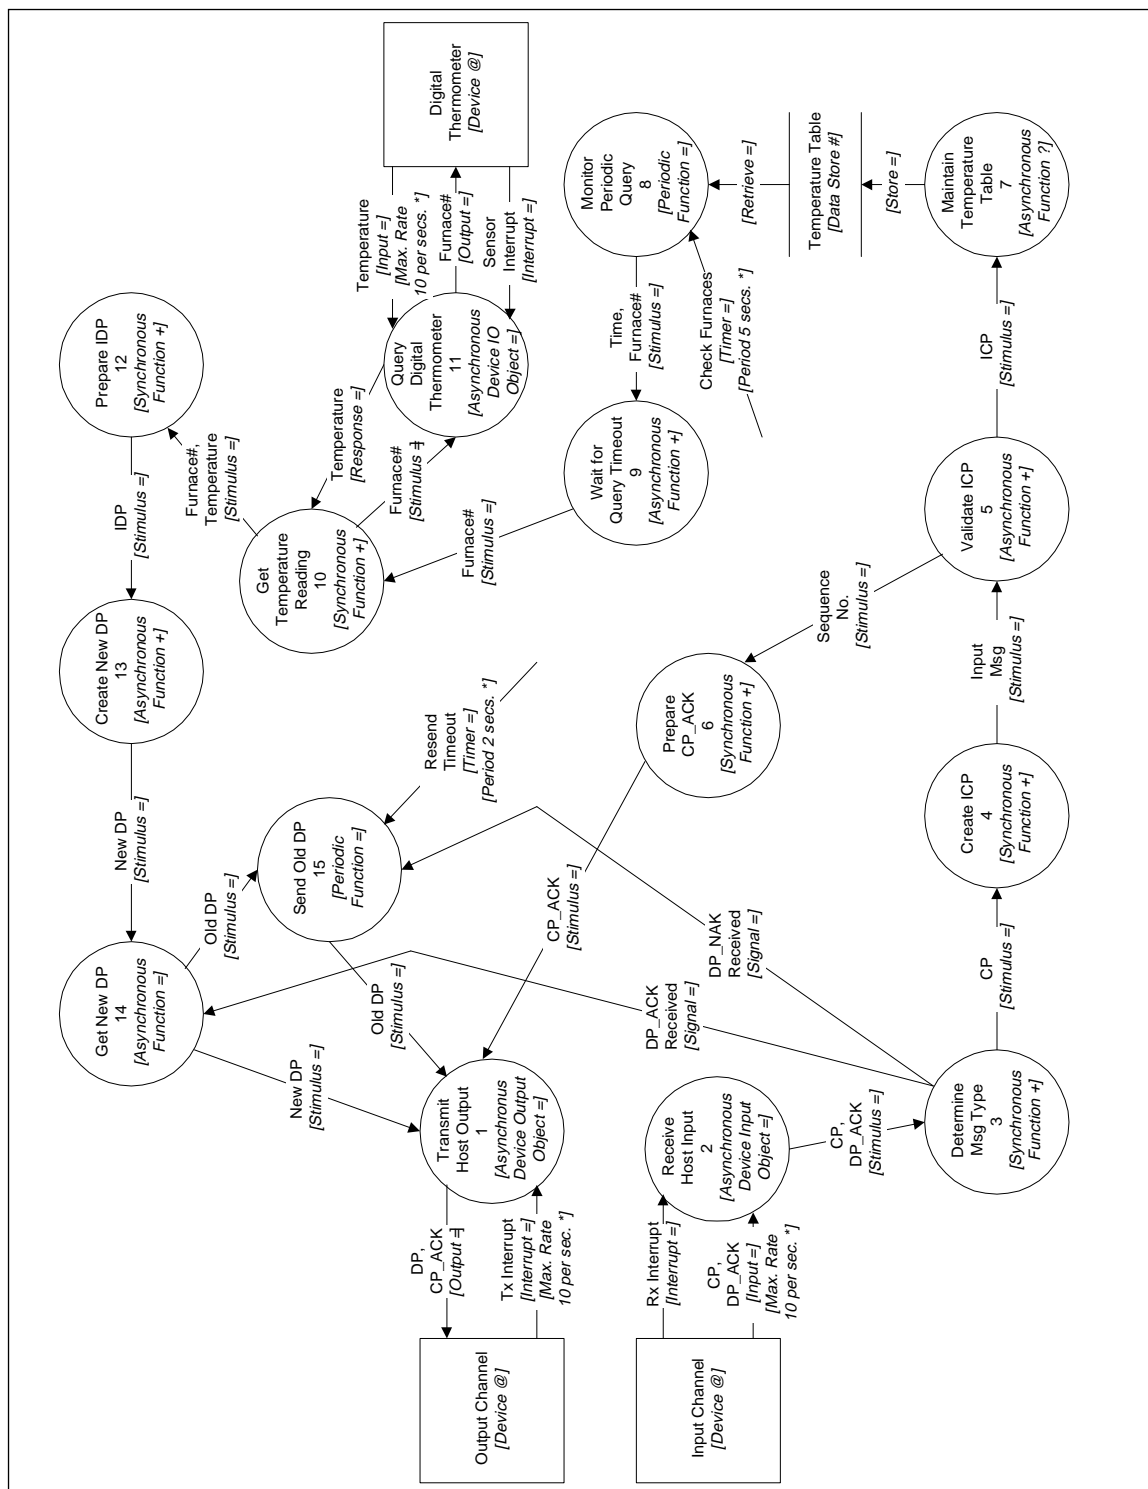 Digital
Thermometer
[Device @]
Temperature
[Input =]
[Max. Rate
10 per secs. *]
Furnace#
[Output =]
Sensor
Interrupt
[Interrupt =]
Query
Digital
Thermometer
11
[Asynchronous
Device IO
Object =]
Prepare IDP
12
[Synchronous
Function +]
Furnace#,
Temperature
[Stimulus =]
IDP
[Stimulus =]
Temperature
[Response =]
Furnace#
[Stimulus =]
Get
Temperature
Reading
10
[Synchronous
Function +]
Furnace#
[Stimulus =]
Wait for
Query Timeout
9
[Asynchronous
Function +]
Time,
Furnace#
[Stimulus =]
Monitor
Periodic
Query
8
[Periodic
Function =]
Check Furnaces
[Timer =]
[Period 5 secs. *]
[Retrieve =]
Temperature Table
[Data Store #]
[Store =]
Maintain
Temperature
Table
7
[Asynchronous
Function ?]
ICP
[Stimulus =]
Validate ICP
5
[Asynchronous
Function +]
Sequence
No.
[Stimulus =]
Input
Msg
[Stimulus =]
Create ICP
4
[Synchronous
Function +]
Prepare
CP_ACK
6
[Synchronous
Function +]
CP_ACK
[Stimulus =]
CP
[Stimulus =]
Create New DP
13
[Asynchronous
Function +]
New DP
[Stimulus =]
Get New DP
14
[Asynchronous
Function =]
Old DP
[Stimulus =]
Send Old DP
15
[Periodic
Function =]
Resend
Timeout
[Timer =]
[Period 2 secs. *]
Old DP
[Stimulus =]
New DP
[Stimulus =]
DP_ACK
Received
[Signal =]
DP_NAK
Received
[Signal =]
Determine
Msg Type
3
[Synchronous
Function +]
CP,
DP_ACK
[Stimulus =]
Receive
Host Input
2
[Asynchronous
Device Input
Object =]
Transmit
Host Output
1
[Asynchronus
Device Output
Object =]
DP,
CP_ACK
[Output =]
Tx Interrupt
[Interrupt =]
[Max. Rate
10 per sec. *]
Rx Interrupt
[Interrupt =]
CP,
DP_ACK
[Input =]
[Max. Rate
10 per sec. *]
Output Channel
[Device @]
Input Channel
[Device @]